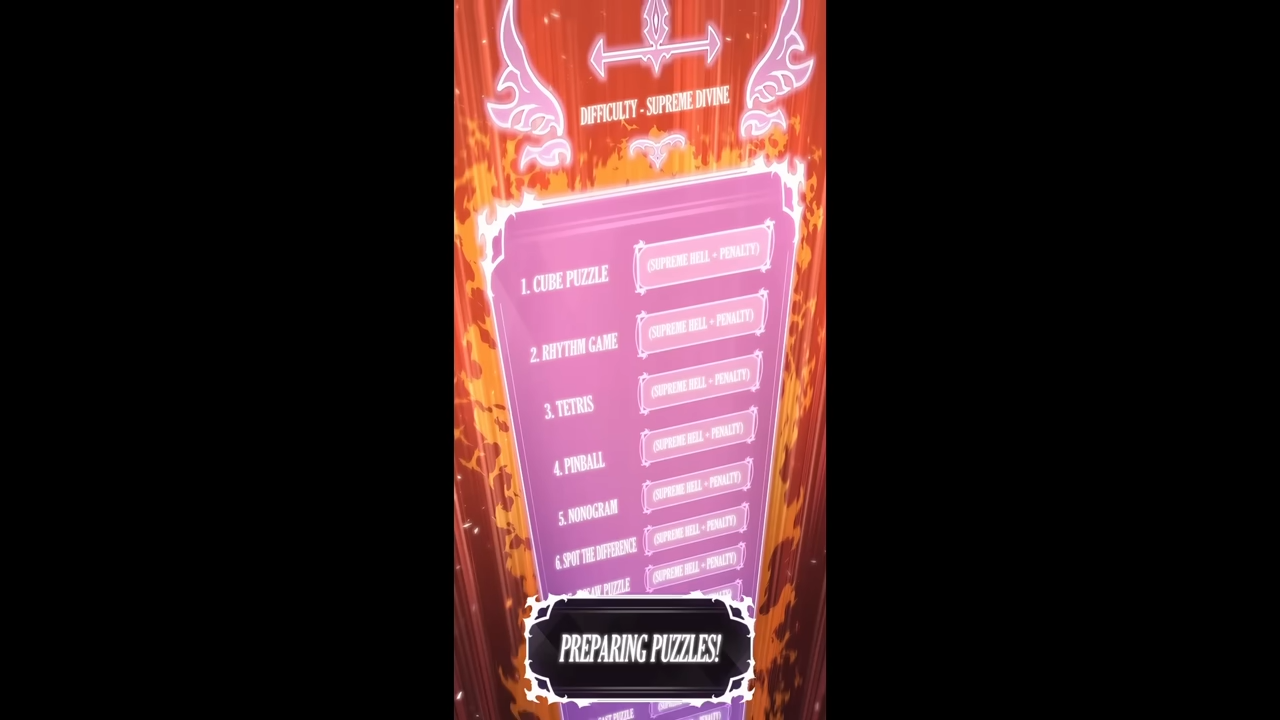 DIFFICULTY - SUPREME DIVINE
1. CUBE PUZZLE (SUPREME HELL + PENALTY)
2. RHYTHM GAME (SUPREME HELL + PENALTY)
3. TETRIS (SUPREME HELL + PENALTY)
4. PINBALL (SUPREME HELL + PENALTY)
5. NONOGRAM (SUPREME HELL + PENALTY)
6. SPOT THE DIFFERENCE (SUPREME HELL + PENALTY)
PUZZLE (SUPREME HELL + PENALTY)
PREPARING PUZZLES!
PUZZLE